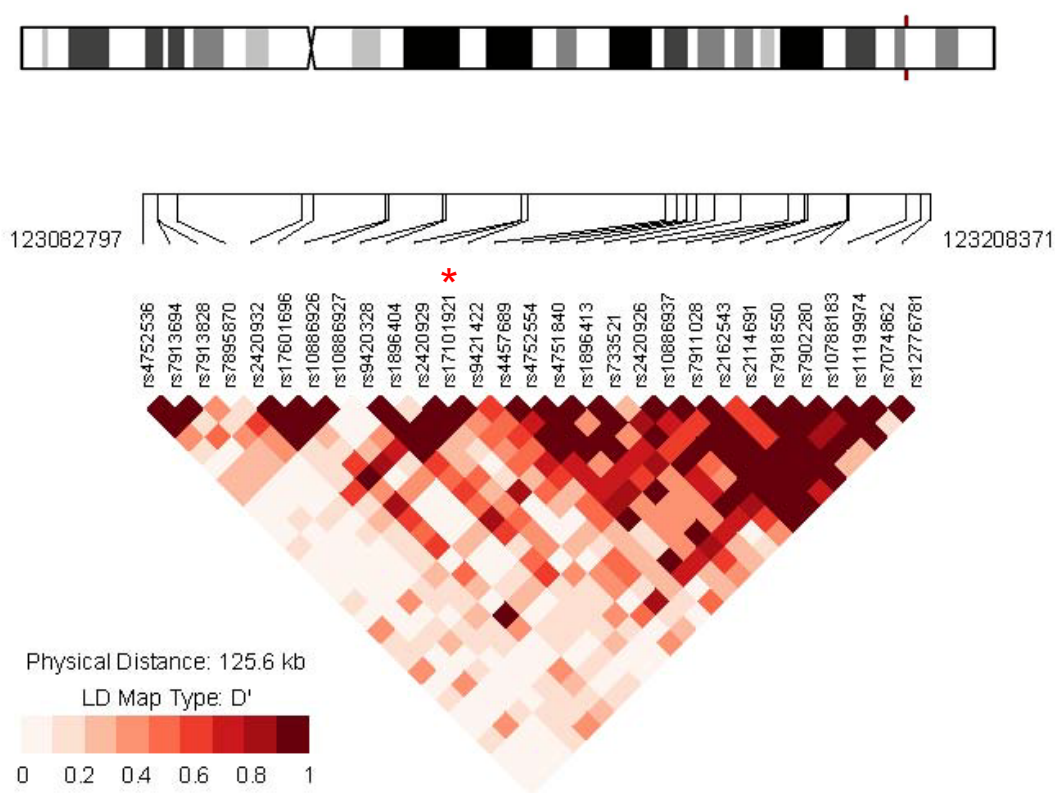 123082797
123208371
*
rs4752536
rs7913694
rs7913828
rs7895870
rs2420932
rs17601696
rs10886926
rs10886927
rs9420328
rs1896404
rs2420929
rs17101921
rs9421422
rs4457689
rs4752554
rs4751840
rs1896413
rs733521
rs2420926
rs10886937
rs7911028
rs2162543
rs2114691
rs7918550
rs7902280
rs10788183
rs11199974
rs7074862
rs12776781
Physical Distance: 125.6 kb
LD Map Type: D'
0 0.2 0.4 0.6 0.8 1